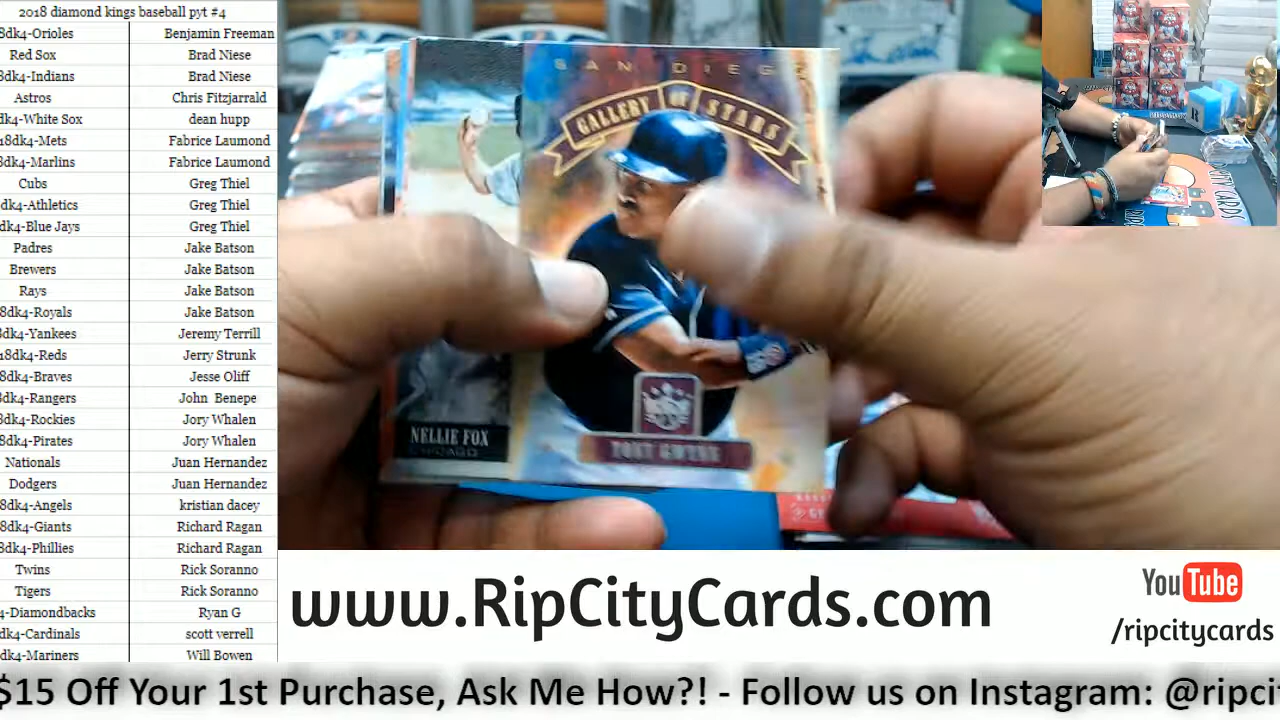 2018 diamond kings baseball pyt #4
8dk4-Orioles Benjamin Freeman
Red Sox Brad Niese
8dk4-Indians Brad Niese
Astros Chris Fitzjarrald
dk4-White Sox dean hupp
18dk4-Mets Fabrice Laumond
8dk4-Marlins Fabrice Laumond
Cubs Greg Thiel
dk4-Athletics Greg Thiel
dk4-Blue Jays Greg Thiel
Padres Jake Batson
Brewers Jake Batson
Rays Jake Batson
8dk4-Royals Jake Batson
8dk4-Yankees Jeremy Terrill
18dk4-Reds Jerry Strunk
8dk4-Braves Jesse Oliff
8dk4-Rangers John Benepe
8dk4-Rockies Jory Whalen
8dk4-Pirates Jory Whalen
Nationals Juan Hernandez
Dodgers Juan Hernandez
8dk4-Angels kristian dacey
8dk4-Giants Richard Ragan
8dk4-Phillies Richard Ragan
Twins Rick Soranno
Tigers Rick Soranno
4-Diamondbacks Ryan G
dk4-Cardinals scott verrell
dk4-Mariners Will Bowen
SAN DIEGO
GALLERY OF STARS
NELLIE FOX
CHICAGO
TONY GWYNN
www.RipCityCards.com
YouTube
/ripcitycards
$15 Off Your 1st Purchase, Ask Me How?! - Follow us on Instagram: @ripci